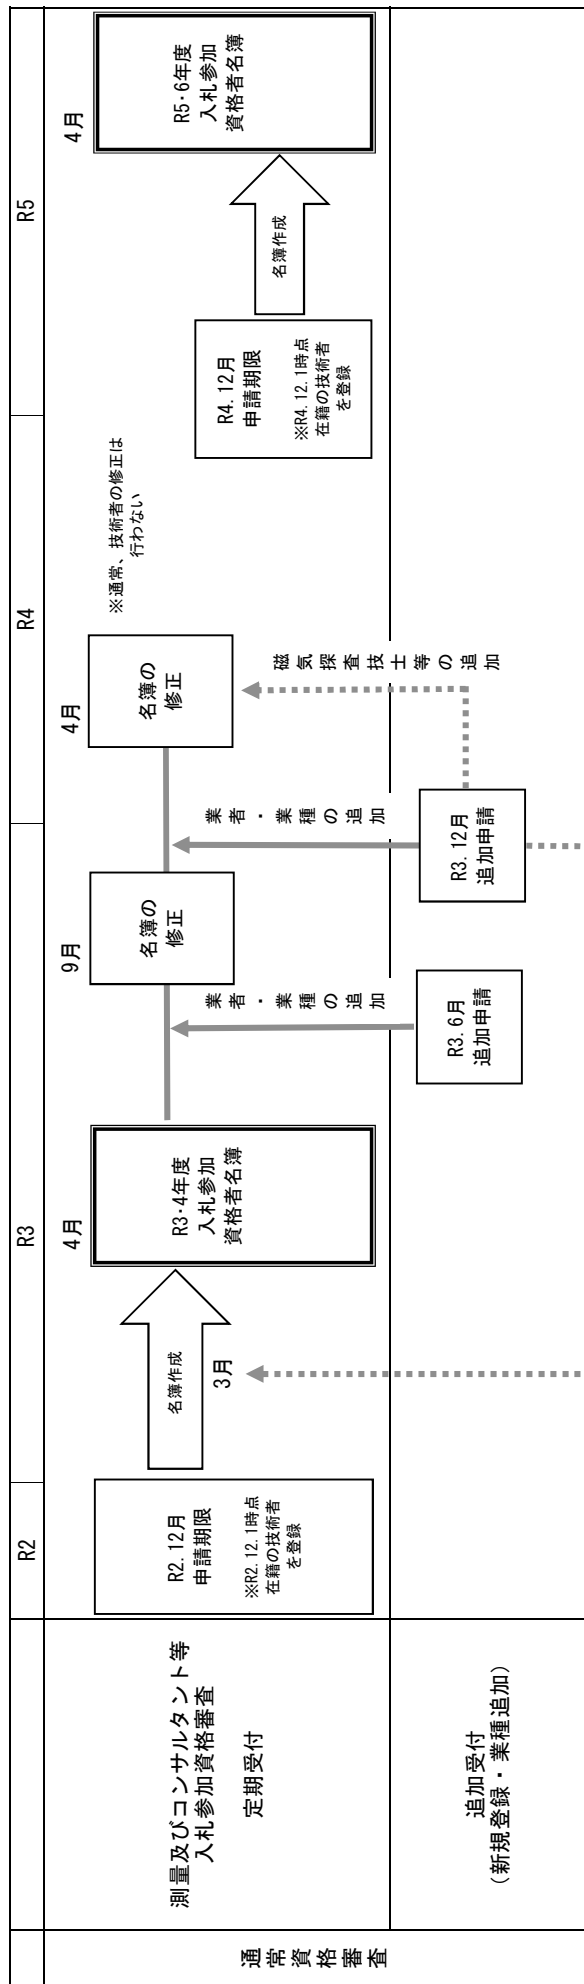 R2
R3
R4
R5
通常資格審査
測量及びコンサルタント等
入札参加資格審査
定期受付
R2.12月
申請期限
※R2.12.1時点
在籍の技術者
を登録
名簿作成
3月
4月
R3･4年度
入札参加
資格者名簿
9月
名簿の
修正
業者・業種の追加
4月
名簿の
修正
業者・業種の追加
※通常、技術者の修正は
行わない
磁気探査技士等の追加
R4.12月
申請期限
※R4.12.1時点
在籍の技術者
を登録
名簿作成
4月
R5･6年度
入札参加
資格者名簿
追加受付
（新規登録・業種追加）
R3.6月
追加申請
R3.12月
追加申請